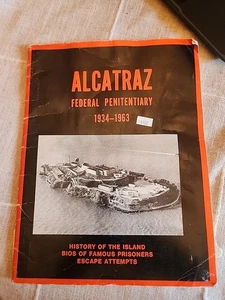 ALCATRAZ
FEDERAL PENITENTIARY
1934-1963
HISTORY OF THE ISLAND
BIOS OF FAMOUS PRISONERS
ESCAPE ATTEMPTS